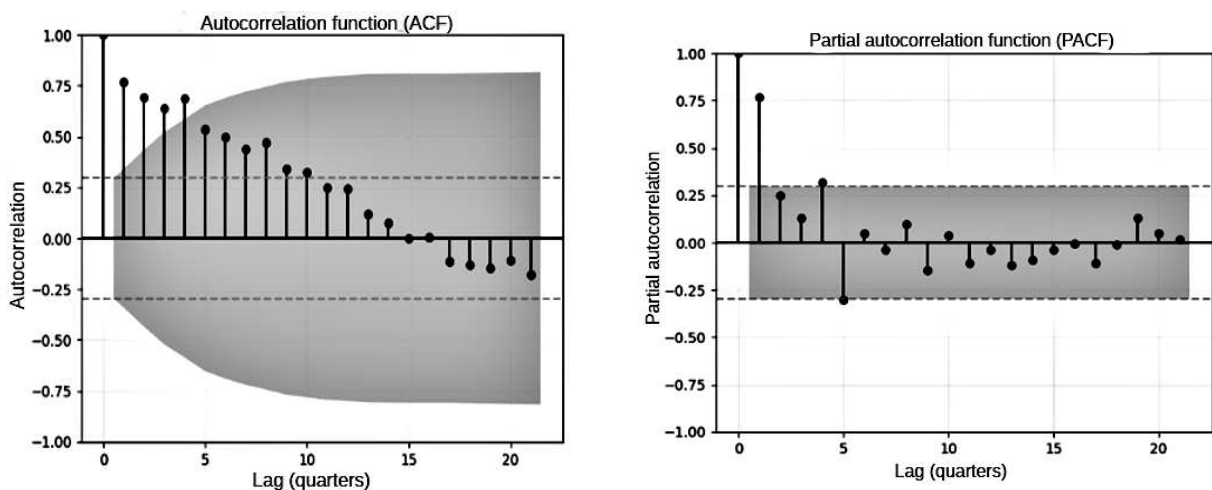 Autocorrelation function (ACF)
1.00
0.75
0.50
0.25
0.00
−0.25
−0.50
−0.75
−1.00
Autocorrelation
0 5 10 15 20
Lag (quarters)
Partial autocorrelation function (PACF)
1.00
0.75
0.50
0.25
0.00
−0.25
−0.50
−0.75
−1.00
Partial autocorrelation
0 5 10 15 20
Lag (quarters)